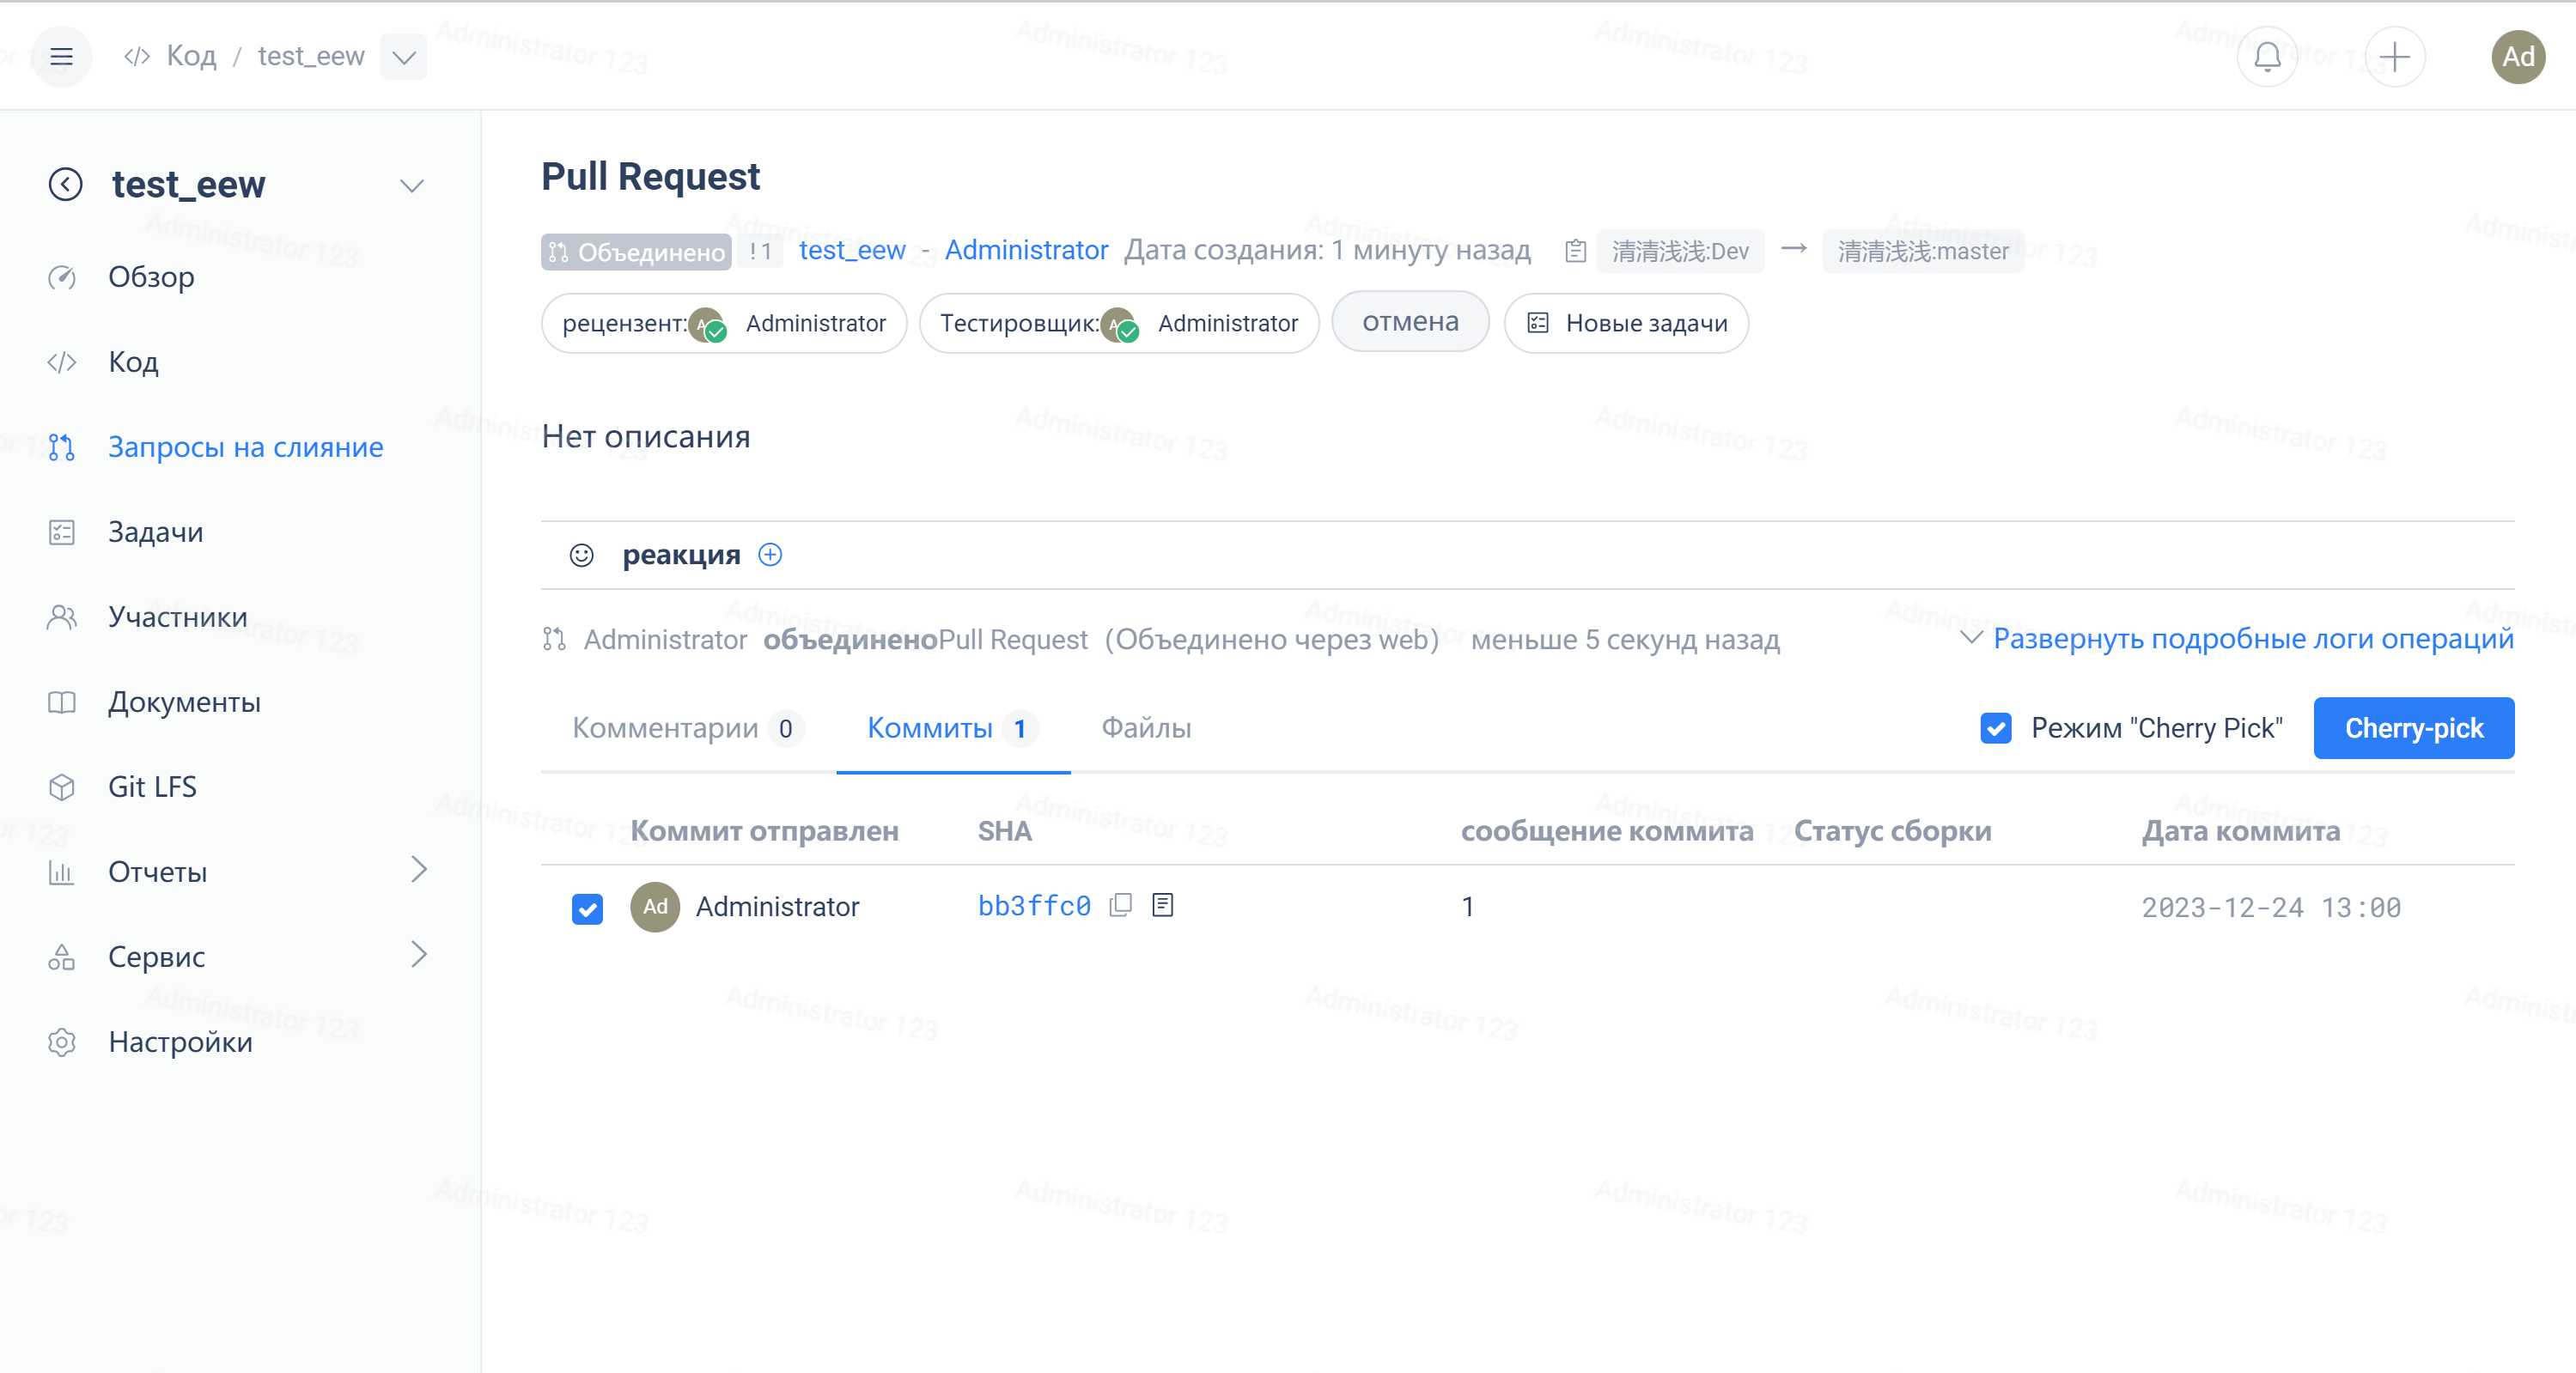 Код / test_eew
Ad
test_eew
Обзор
Код
Запросы на слияние
Задачи
Участники
Документы
Git LFS
Отчеты
Сервис
Настройки
Pull Request
Объединено !1 test_eew - Administrator Дата создания: 1 минуту назад 清清浅浅:Dev → 清清浅浅:master
рецензент: Administrator Тестировщик: Administrator отмена Новые задачи
Нет описания
реакция
Administrator объединеноPull Request (Объединено через web) меньше 5 секунд назад Развернуть подробные логи операций
Комментарии 0 Коммиты 1 Файлы Режим "Cherry Pick" Cherry-pick
Коммит отправлен SHA сообщение коммита Статус сборки Дата коммита
Ad Administrator bb3ffc0 1 2023-12-24 13:00
Administrator 123